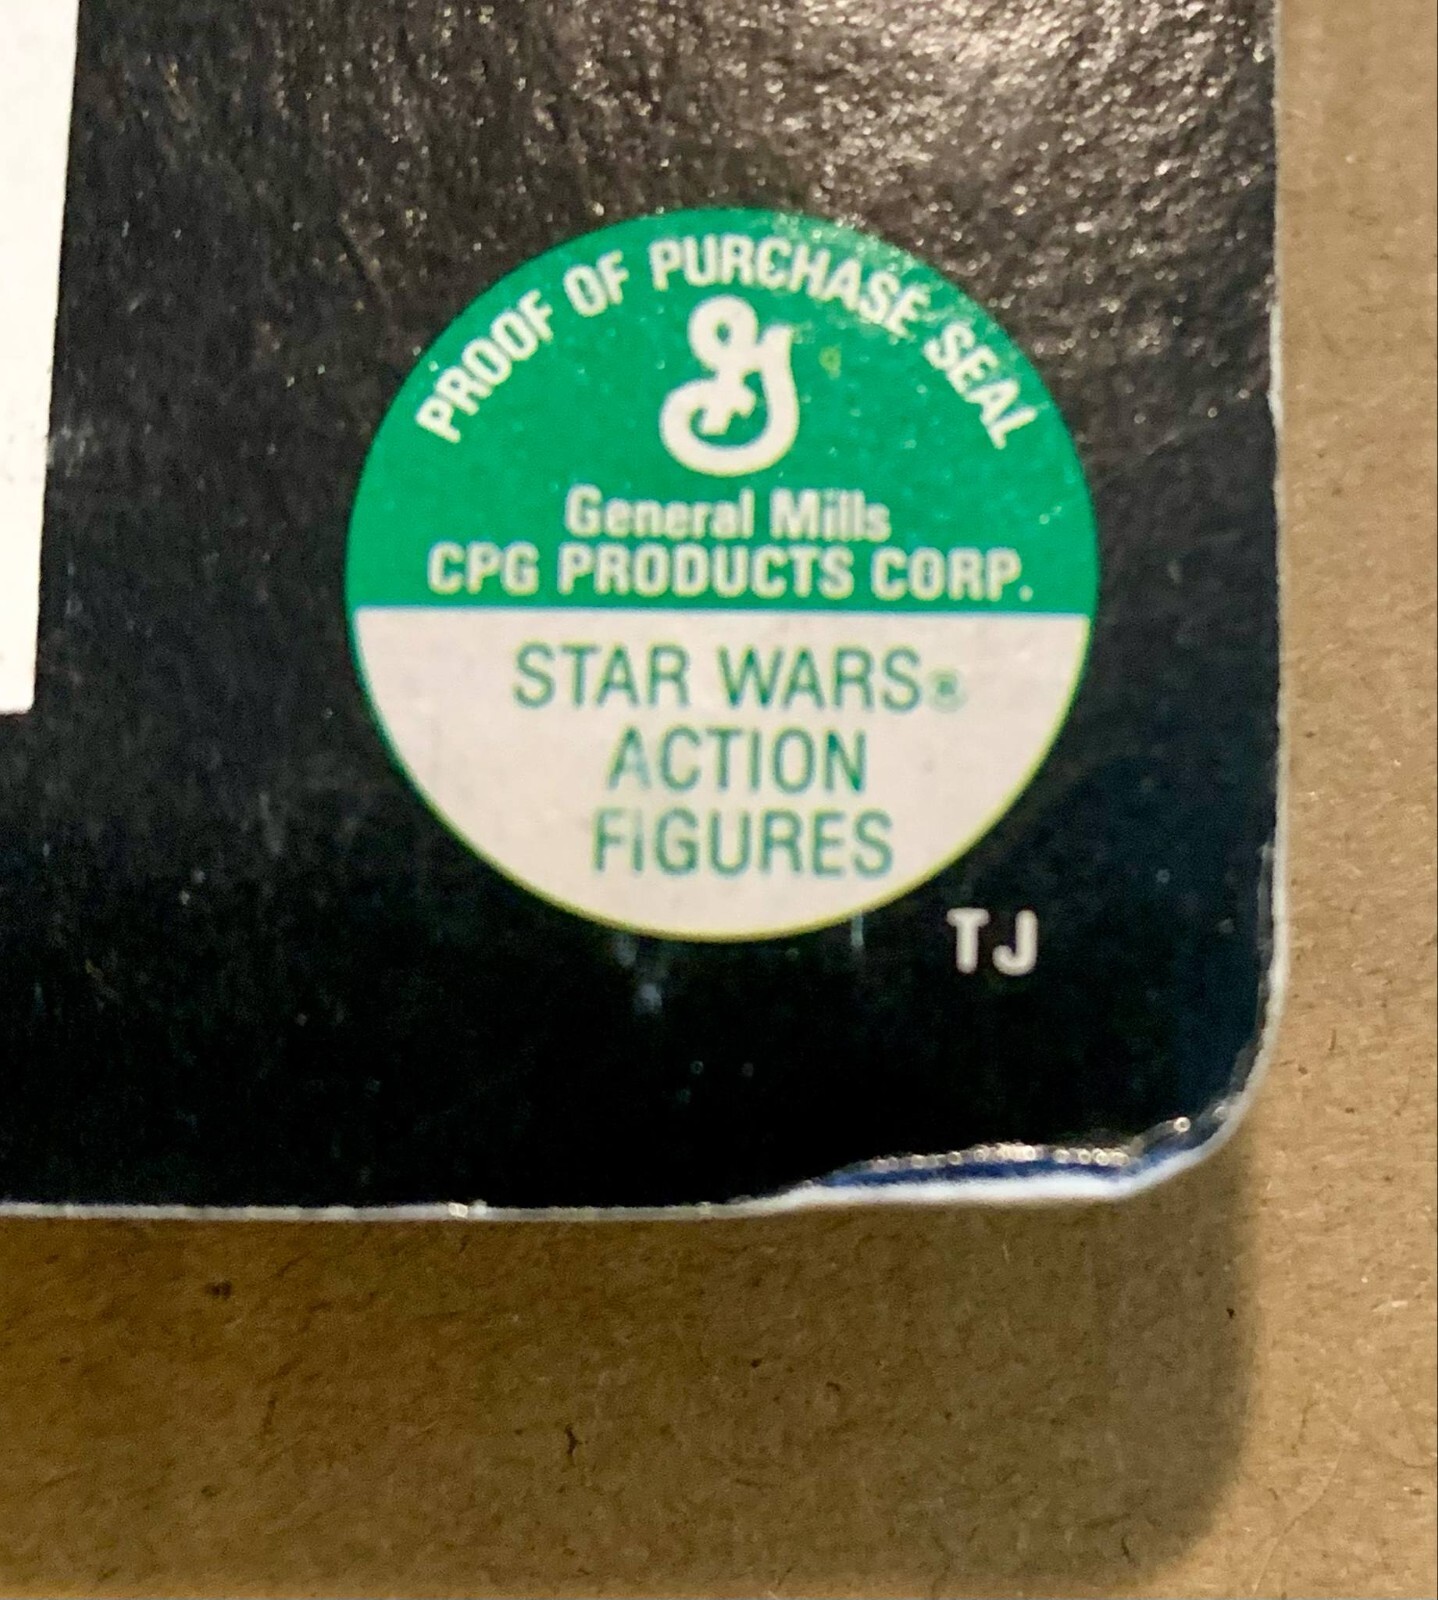 PROOF OF PURCHASE SEAL
General Mills
CPG PRODUCTS CORP.
STAR WARS®
ACTION
FiGURES
TJ